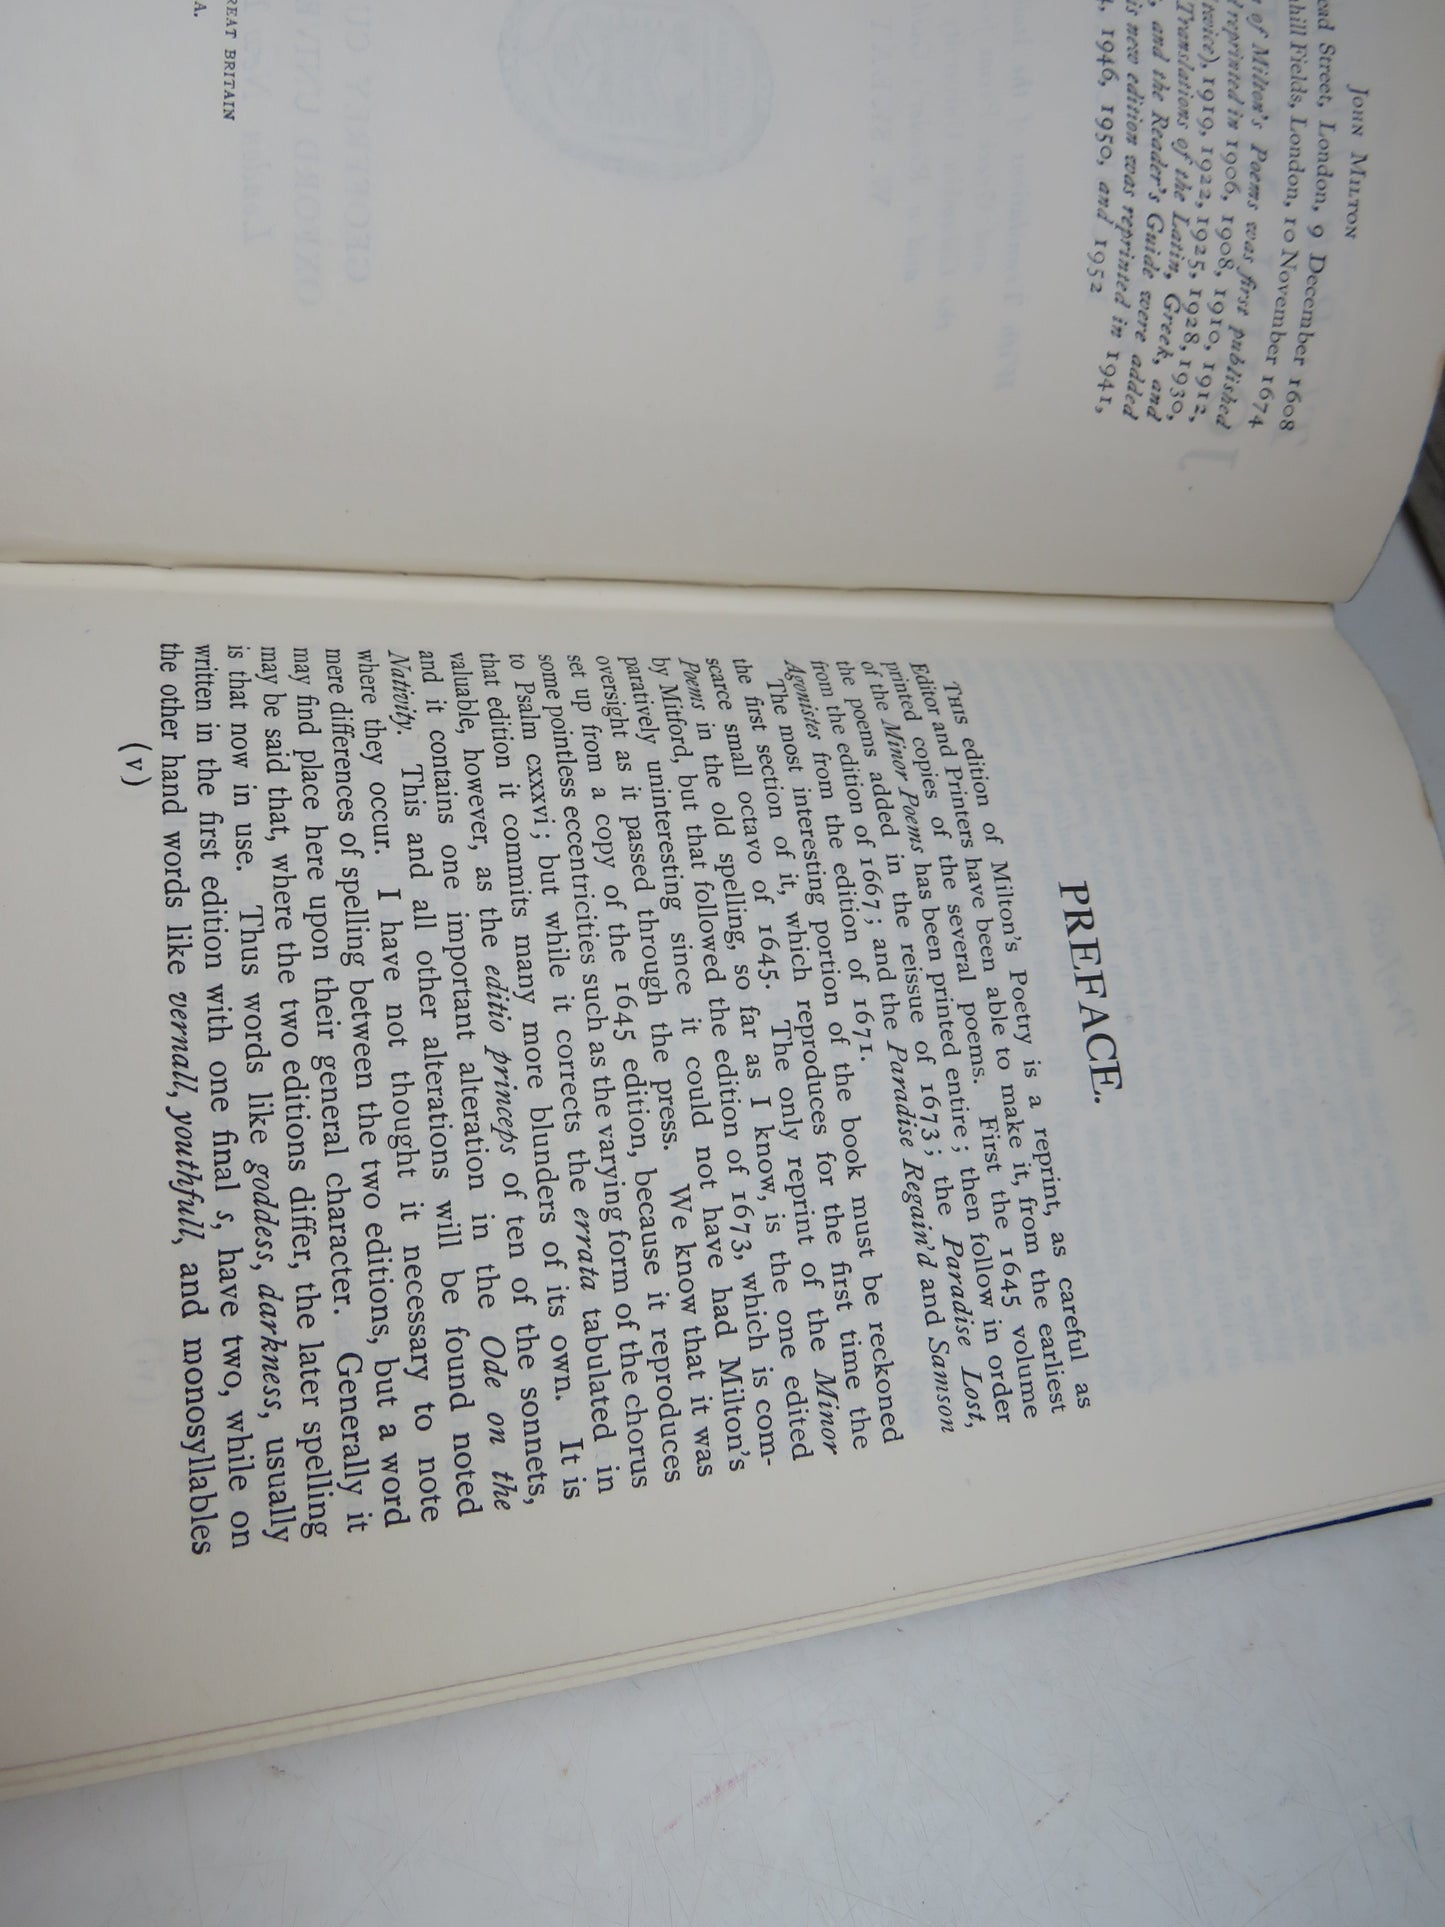 JOHN MILTON
Street, London, 9 December 1608
Fields, London, 10 November 1674
of Milton's Poems was first published
reprinted in 1906, 1908, 1910, 1912,
1919, 1922, 1925, 1928, 1930,
Translations of the Latin, Greek, and
and the Reader's Guide were added
new edition was reprinted in 1941,
1946, 1950, and 1952
BRITAIN
A.
PREFACE.
THIS edition of Milton's Poetry is a reprint, as careful as
Editor and Printers have been able to make it, from the earliest
printed copies of the several poems. First the 1645 volume
of the Minor Poems has been printed entire; then follow in order
the poems added in the reissue of 1673; the Paradise Lost,
from the edition of 1667; and the Paradise Regain'd and Samson
Agonistes from the edition of 1671.
The most interesting portion of the book must be reckoned
the first section of it, which reproduces for the first time the
scarce small octavo of 1645. The only reprint of the Minor
Poems in the old spelling, so far as I know, is the one edited
by Mitford, but that followed the edition of 1673, which is com-
paratively uninteresting since it could not have had Milton's
oversight as it passed through the press. We know that it was
set up from a copy of the 1645 edition, because it reproduces
some pointless eccentricities such as the varying form of the chorus
to Psalm cxxxvi; but while it corrects the errata tabulated in
that edition it commits many more blunders of its own. It is
valuable, however, as the editio princeps of ten of the sonnets,
and it contains one important alteration in the Ode on the
Nativity. This and all other alterations will be found noted
where they occur. I have not thought it necessary to note
mere differences of spelling between the two editions, but a word
may find place here upon their general character. Generally it
may be said that, where the two editions differ, the later spelling
is that now in use. Thus words like goddess, darkness, usually
written in the first edition with one final s, have two, while on
the other hand words like vernall, youthfull, and monosyllables
(v)